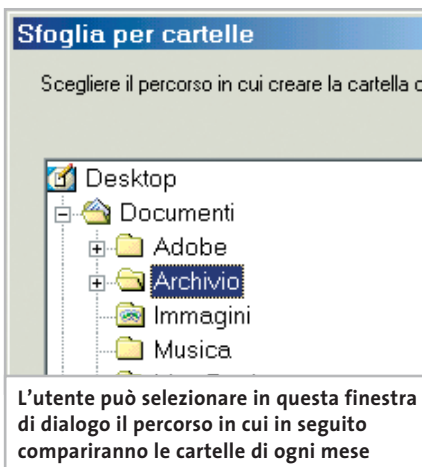 Sfoglia per cartelle
Scegliere il percorso in cui creare la cartella
Desktop
Documenti
Adobe
Archivio
Immagini
Musica
L'utente può selezionare in questa finestra
di dialogo il percorso in cui in seguito
compariranno le cartelle di ogni mese